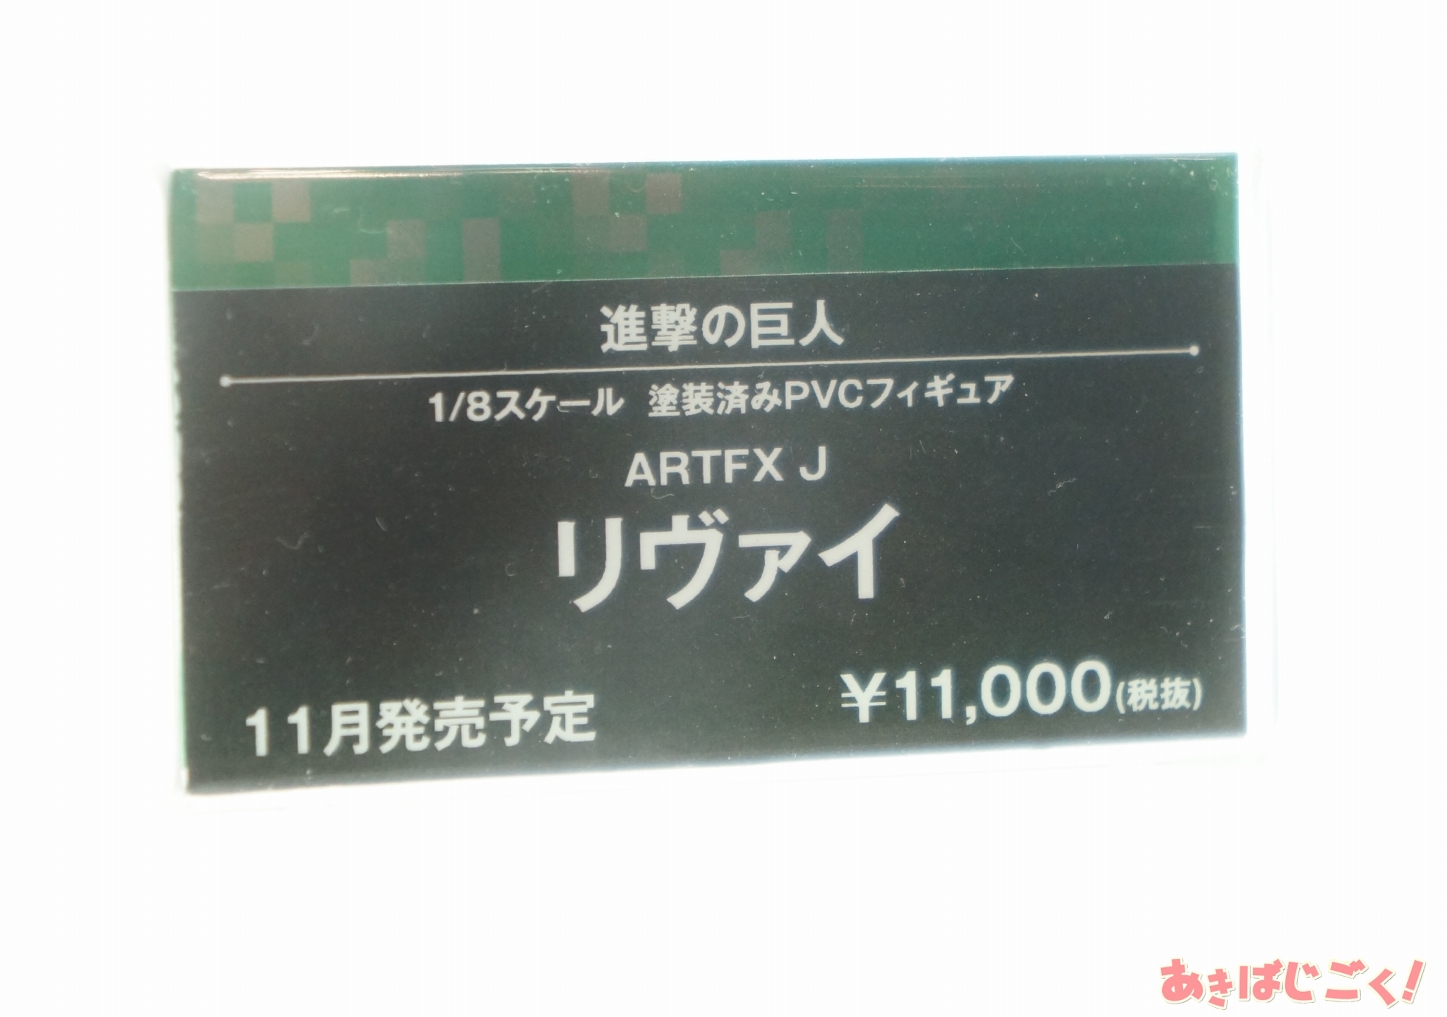 進撃の巨人
1/8スケール 塗装済みPVCフィギュア
ARTFX J
リヴァイ
11月発売予定
¥11,000(税抜)
あきばじごく!